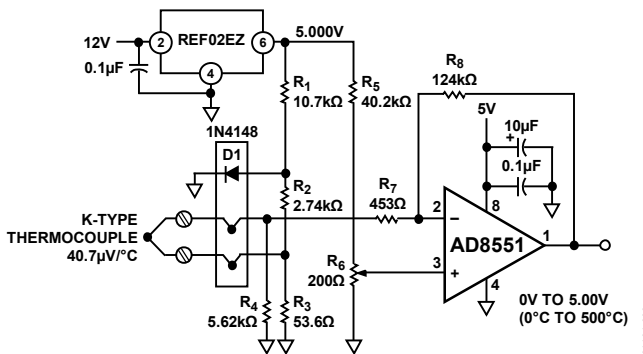 12V
2
REF02EZ
6
5.000V
0.1µF
4
R1
10.7kΩ
R5
40.2kΩ
R8
124kΩ
1N4148
D1
5V
10µF
+
0.1µF
R2
2.74kΩ
R7
453Ω
2
−
8
K-TYPE
THERMOCOUPLE
40.7µV/°C
AD8551
1
R6
200Ω
3
+
4
R4
5.62kΩ
R3
53.6Ω
0V TO 5.00V
(0°C TO 500°C)